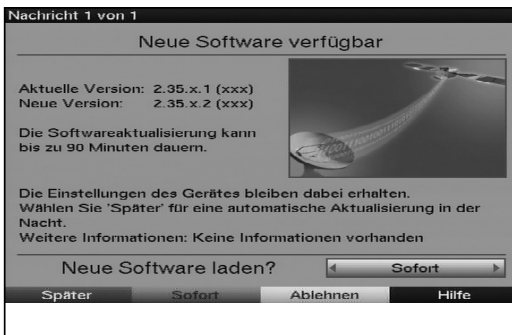 Nachricht 1 von 1
Neue Software verfügbar
Aktuelle Version: 2.35.x.1 (xxx)
Neue Version: 2.35.x.2 (xxx)
Die Softwareaktualisierung kann
bis zu 90 Minuten dauern.
Die Einstellungen des Gerätes bleiben dabei erhalten.
Wählen Sie 'Später' für eine automatische Aktualisierung in der
Nacht.
Weitere Informationen: Keine Informationen vorhanden
Neue Software laden? Sofort
Später Sofort Ablehnen Hilfe